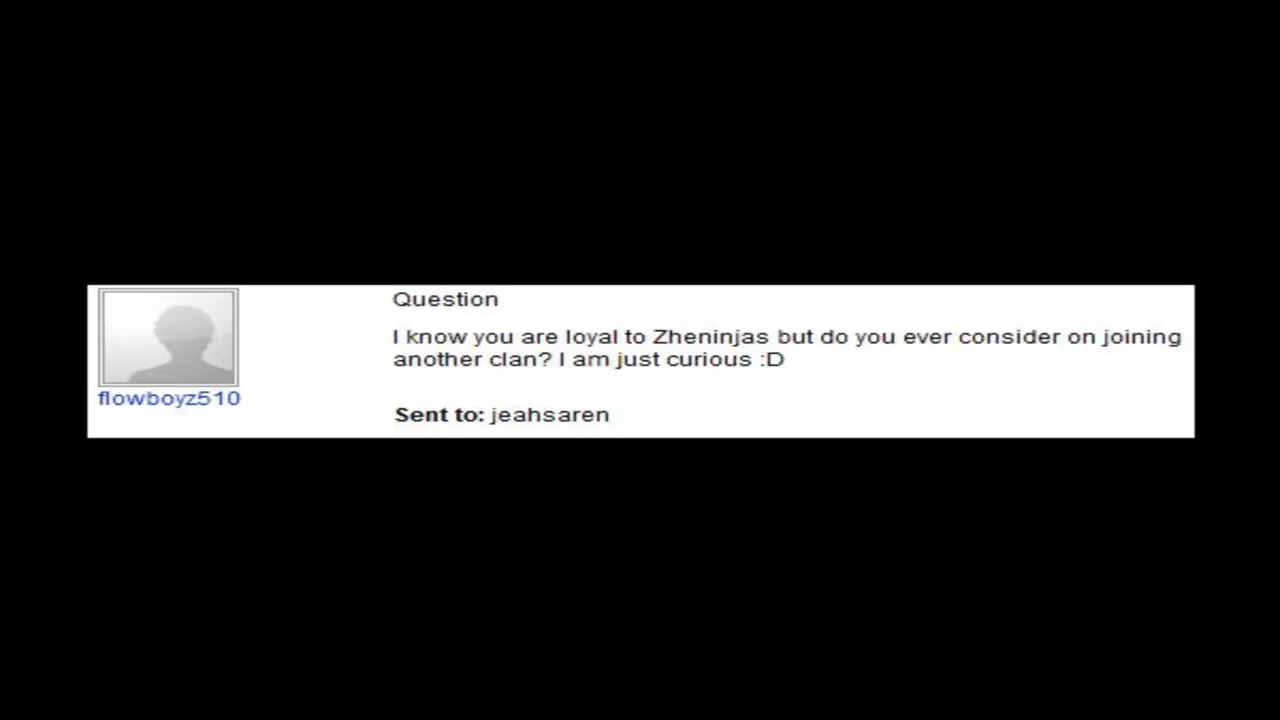 Question
I know you are loyal to Zheninjas but do you ever consider on joining
another clan? I am just curious :D
flowboyz510
Sent to: jeahsaren